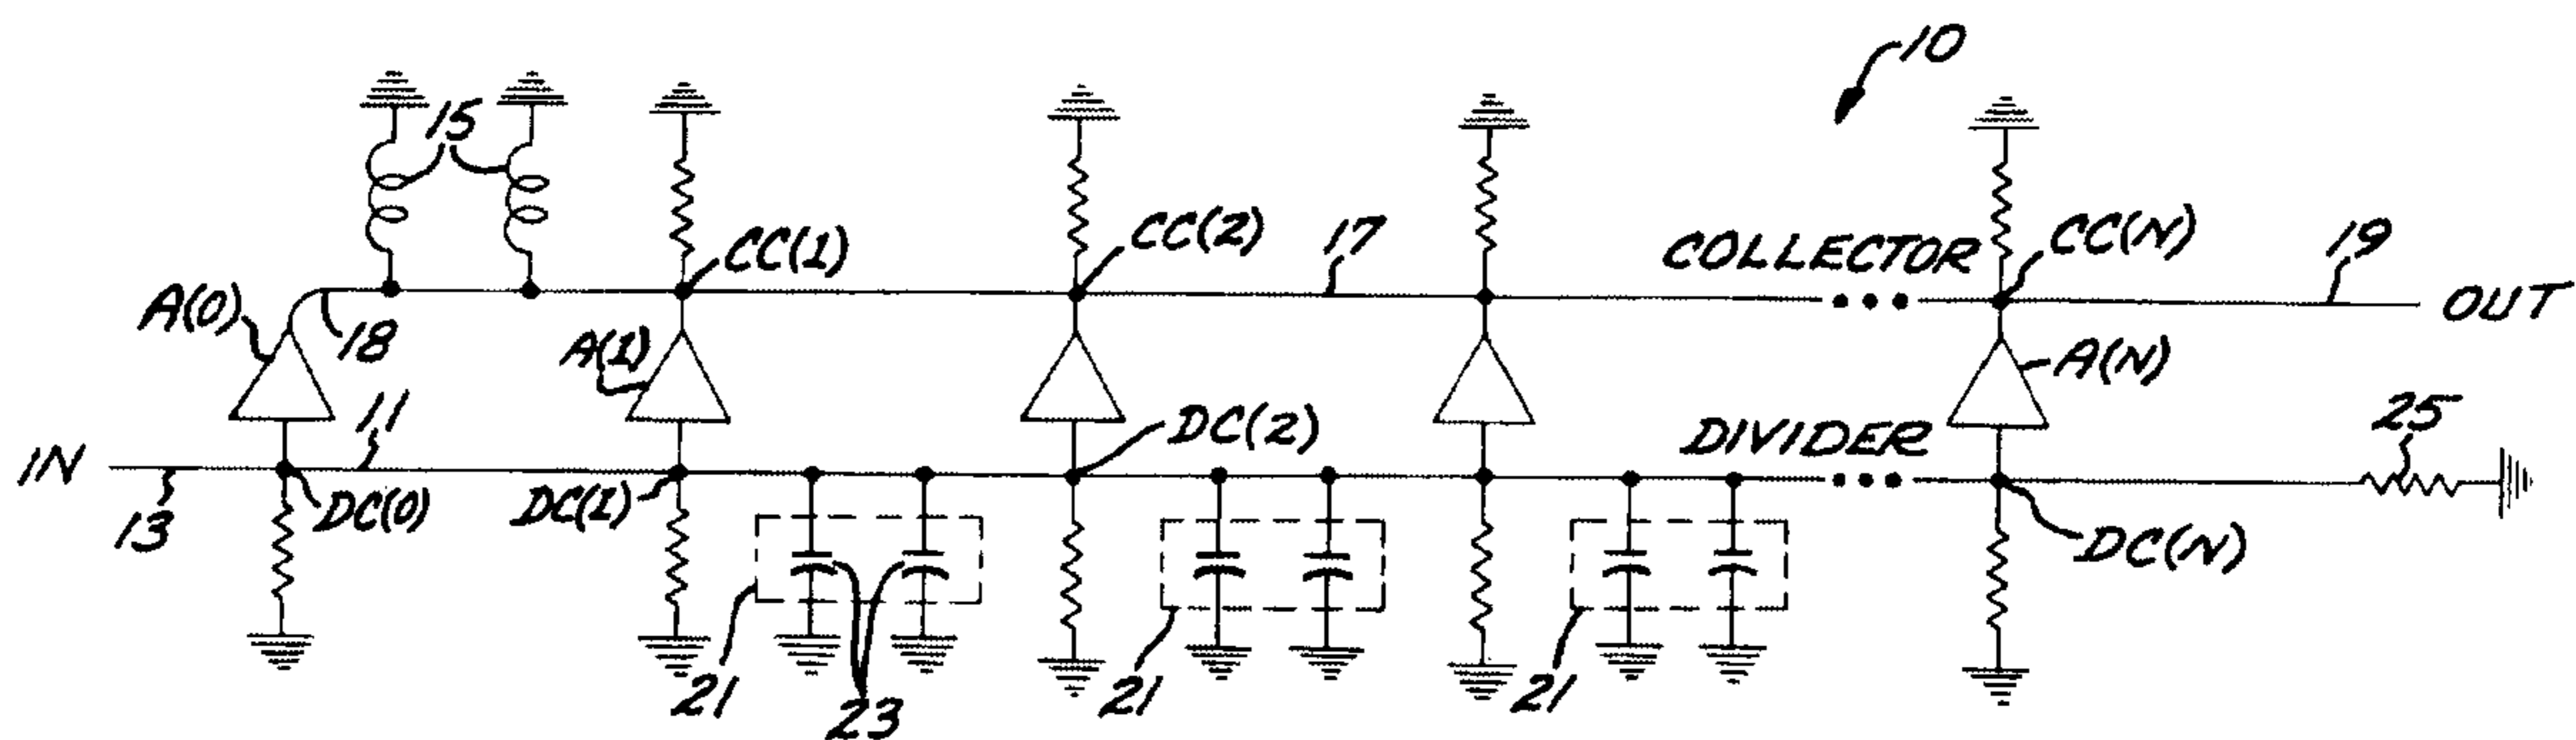 10
15
CC(1)
CC(2)
17
COLLECTOR
CC(N)
19
OUT
A(0)
18
A(1)
A(N)
IN
11
DC(2)
DIVIDER
25
13
DC(0)
DC(1)
DC(N)
21
23
21
21